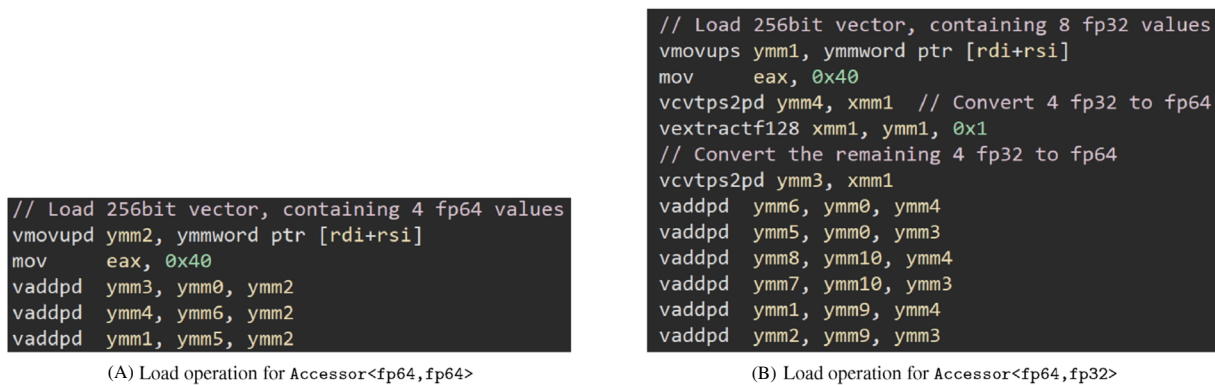 // Load 256bit vector, containing 4 fp64 values
vmovupd ymm2, ymmword ptr [rdi+rsi]
mov eax, 0x40
vaddpd ymm3, ymm0, ymm2
vaddpd ymm4, ymm6, ymm2
vaddpd ymm1, ymm5, ymm2
(A) Load operation for Accessor<fp64,fp64>
// Load 256bit vector, containing 8 fp32 values
vmovups ymm1, ymmword ptr [rdi+rsi]
mov eax, 0x40
vcvtps2pd ymm4, xmm1 // Convert 4 fp32 to fp64
vextractf128 xmm1, ymm1, 0x1
// Convert the remaining 4 fp32 to fp64
vcvtps2pd ymm3, xmm1
vaddpd ymm6, ymm0, ymm4
vaddpd ymm5, ymm0, ymm3
vaddpd ymm8, ymm10, ymm4
vaddpd ymm7, ymm10, ymm3
vaddpd ymm1, ymm9, ymm4
vaddpd ymm2, ymm9, ymm3
(B) Load operation for Accessor<fp64,fp32>